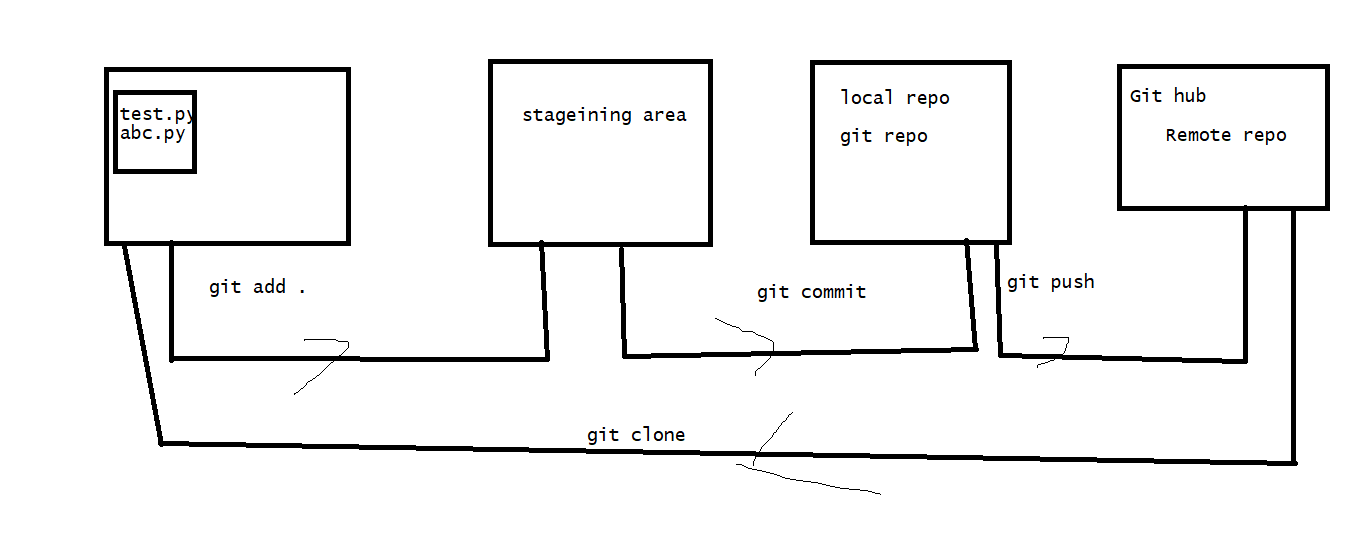 test.py
abc.py
stageining area
local repo
git repo
Git hub
Remote repo
git add .
git commit
git push
git clone